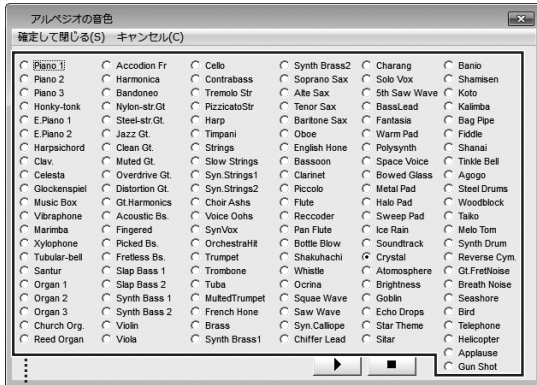 アルペジオの音色
確定して閉じる(S) キャンセル(C)
Piano 1
Piano 2
Piano 3
Honky-tonk
E.Piano 1
E.Piano 2
Harpsichord
Clav.
Celesta
Glockenspiel
Music Box
Vibraphone
Marimba
Xylophone
Tubular-bell
Santur
Organ 1
Organ 2
Organ 3
Church Org.
Reed Organ
Accodion Fr
Harmonica
Bandoneo
Nylon-str.Gt
Steel-str.Gt.
Jazz Gt.
Clean Gt.
Muted Gt.
Overdrive Gt.
Distortion Gt.
Gt.Harmonics
Acoustic Bs.
Fingered
Picked Bs.
Fretless Bs.
Slap Bass 1
Slap Bass 2
Synth Bass 1
Synth Bass 2
Violin
Viola
Cello
Contrabass
Tremolo Str
PizzicatoStr
Harp
Timpani
Strings
Slow Strings
Syn.Strings1
Syn.Strings2
Choir Ashs
Voice Oohs
SynVox
OrchestraHit
Trumpet
Trombone
Tuba
MultedTrumpet
French Hone
Brass
Synth Brass1
Synth Brass2
Soprano Sax
Alte Sax
Tenor Sax
Baritone Sax
Oboe
English Hone
Bassoon
Clarinet
Piccolo
Flute
Reccoder
Pan Flute
Bottle Blow
Shakuhachi
Whistle
Ocrina
Squae Wave
Saw Wave
Syn.Calliope
Chiffer Lead
Charang
Solo Vox
5th Saw Wave
BassLead
Fantasia
Warm Pad
Polysynth
Space Voice
Bowed Glass
Metal Pad
Halo Pad
Sweep Pad
Ice Rain
Soundtrack
Crystal
Atomosphere
Brightness
Goblin
Echo Drops
Star Theme
Sitar
Banio
Shamisen
Koto
Kalimba
Bag Pipe
Fiddle
Shanai
Tinkle Bell
Agogo
Steel Drums
Woodblock
Taiko
Melo Tom
Synth Drum
Reverse Cym.
Gt.FretNoise
Breath Noise
Seashore
Bird
Telephone
Helicopter
Applause
Gun Shot